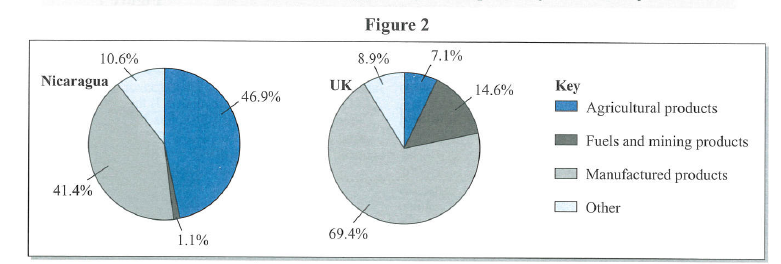 Figure 2
Nicaragua
10.6%
46.9%
41.4%
1.1%
UK
8.9%
7.1%
14.6%
69.4%
Key
Agricultural products
Fuels and mining products
Manufactured products
Other